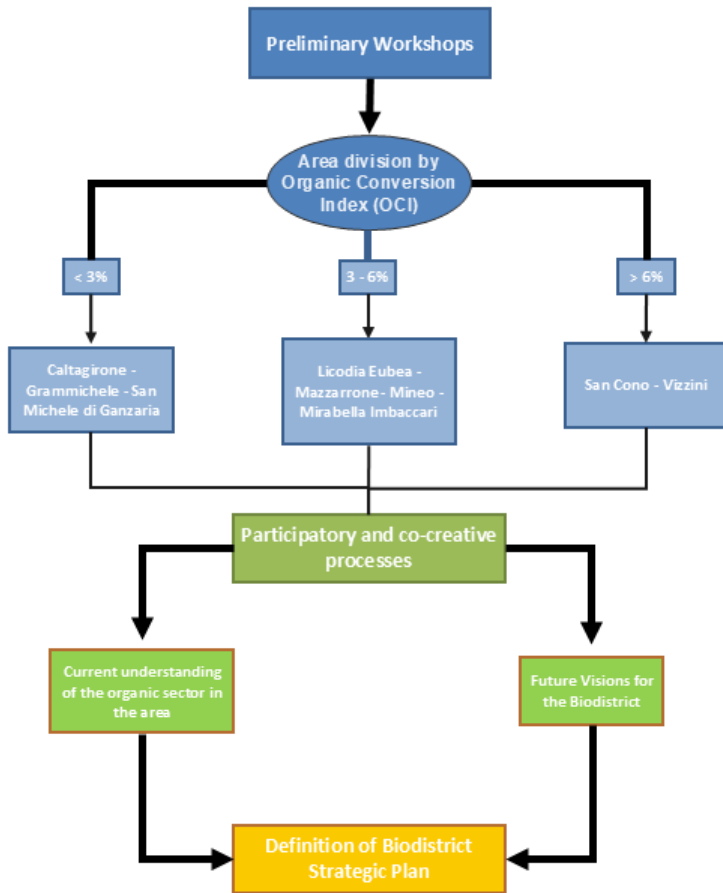 Preliminary Workshops
Area division by
Organic Conversion
Index (OCI)
< 3%
3 - 6%
> 6%
Caltagirone -
Grammichele - San
Michele di Ganzaria
Licodia Eubea -
Mazzarrone - Mineo -
Mirabella Imbaccari
San Cono - Vizzini
Participatory and co-creative
processes
Current understanding
of the organic sector in
the area
Future Visions for
the Biodistrict
Definition of Biodistrict
Strategic Plan